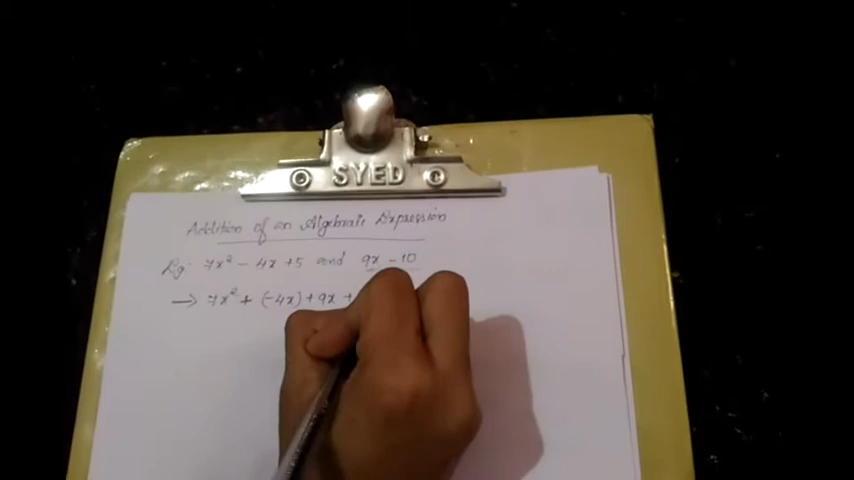 SYED
Addition of an Algebraic Expression
Eg: 7x² - 4x + 5 and 9x - 10
→ 7x² + (-4x) + 9x +